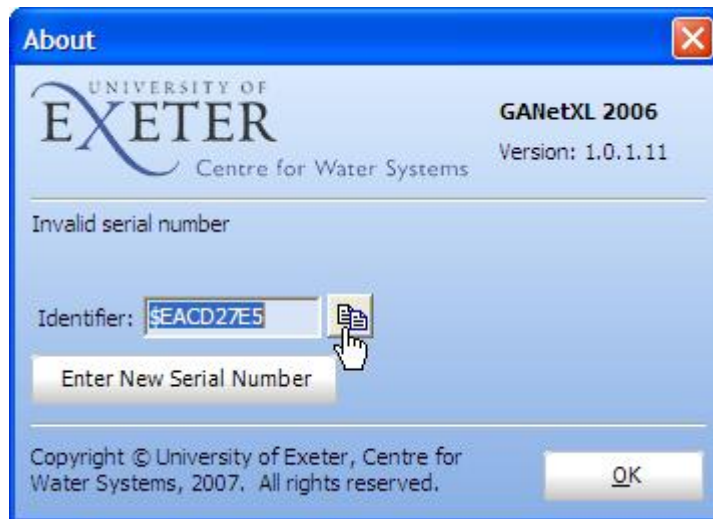 About
UNIVERSITY OF
EXETER
Centre for Water Systems
GANetXL 2006
Version: 1.0.1.11
Invalid serial number
Identifier: $EACD27E5
Enter New Serial Number
Copyright © University of Exeter, Centre for
Water Systems, 2007. All rights reserved.
OK